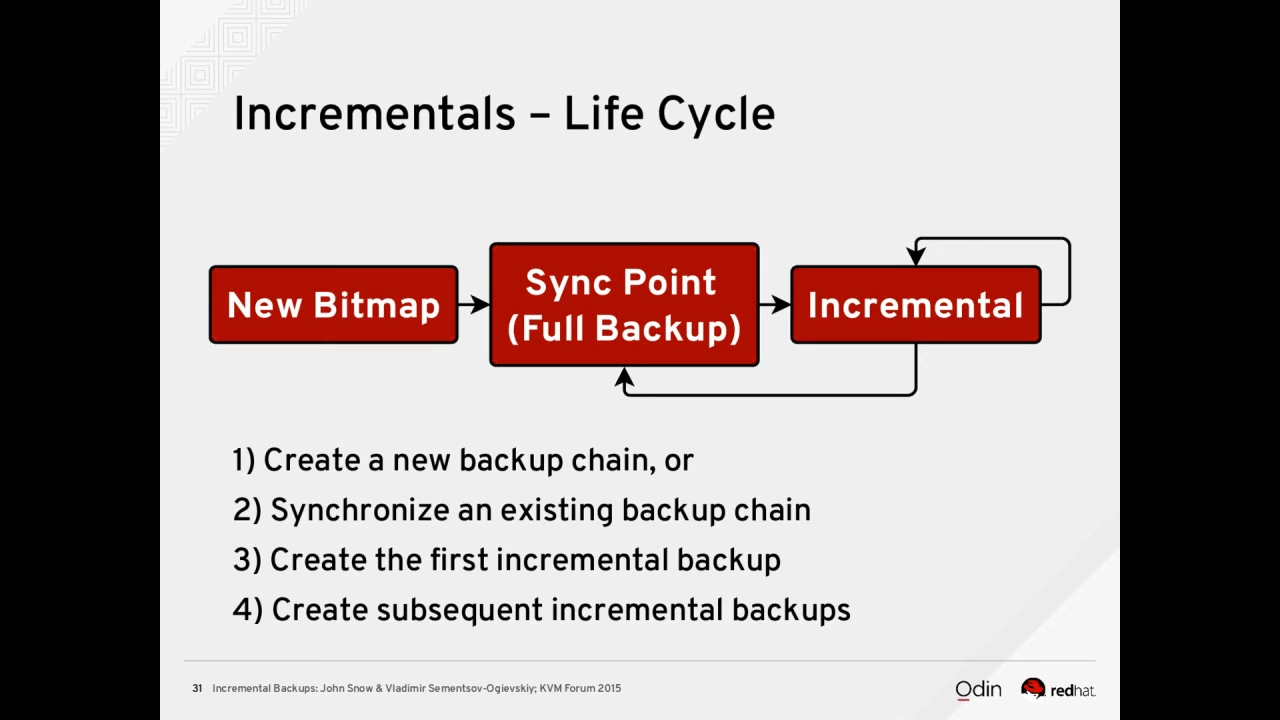 Incrementals – Life Cycle
New Bitmap
Sync Point
(Full Backup)
Incremental
1) Create a new backup chain, or
2) Synchronize an existing backup chain
3) Create the first incremental backup
4) Create subsequent incremental backups
31 Incremental Backups: John Snow & Vladimir Sementsov-Ogievskiy; KVM Forum 2015
Odin
redhat.